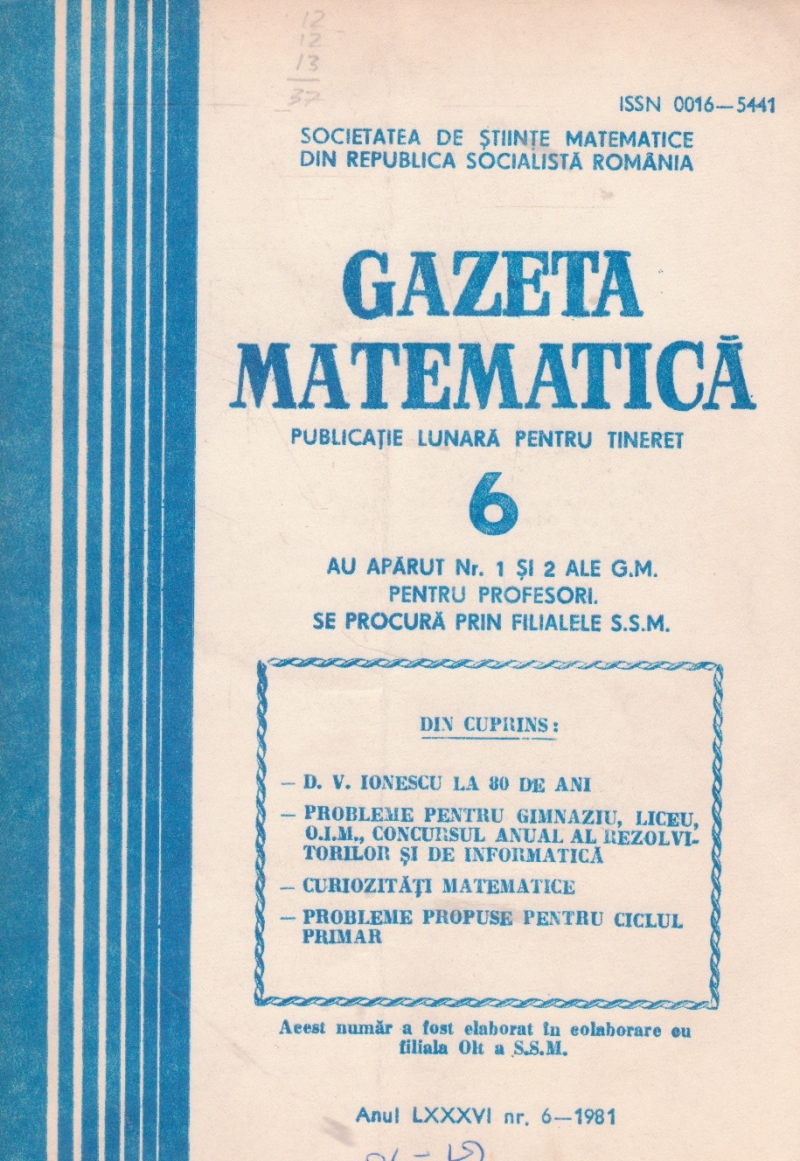 12
12
13
37
ISSN 0016—5441
SOCIETATEA DE ȘTIINȚE MATEMATICE
DIN REPUBLICA SOCIALISTĂ ROMÂNIA
GAZETA
MATEMATICĂ
PUBLICAȚIE LUNARĂ PENTRU TINERET
6
AU APĂRUT Nr. 1 ȘI 2 ALE G.M.
PENTRU PROFESORI.
SE PROCURĂ PRIN FILIALELE S.S.M.
DIN CUPRINS:
— D. V. IONESCU LA 80 DE ANI
— PROBLEME PENTRU GIMNAZIU, LICEU,
O.I.M., CONCURSUL ANUAL AL REZOLVI-
TORILOR ȘI DE INFORMATICĂ
— CURIOZITĂȚI MATEMATICE
— PROBLEME PROPUSE PENTRU CICLUL
PRIMAR
Acest număr a fost elaborat în colaborare cu
filiala Olt a S.S.M.
Anul LXXXVI nr. 6—1981